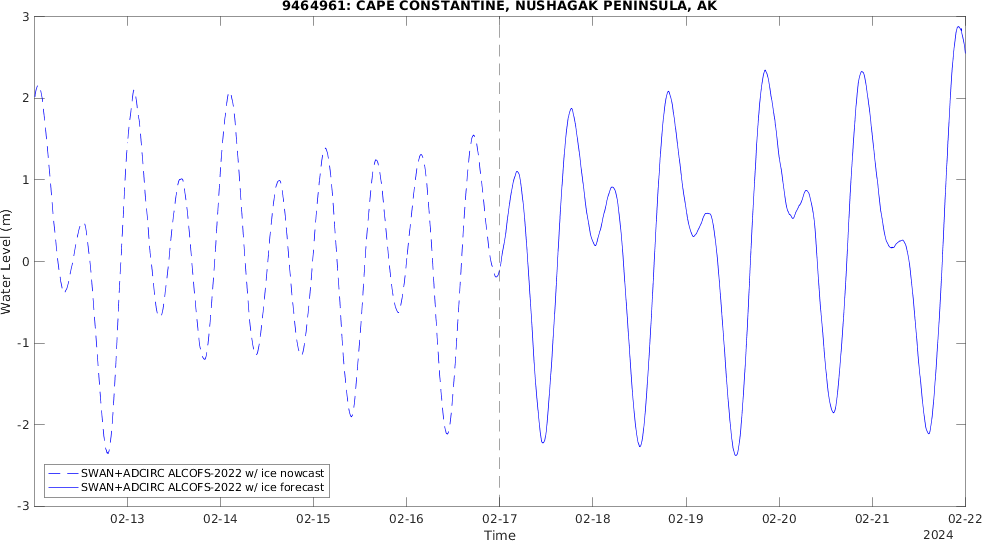 9464961: CAPE CONSTANTINE, NUSHAGAK PENINSULA, AK
3
2
1
0
-1
-2
-3
Water Level (m)
SWAN+ADCIRC ALCOFS-2022 w/ ice nowcast
SWAN+ADCIRC ALCOFS-2022 w/ ice forecast
02-13 02-14 02-15 02-16 02-17 02-18 02-19 02-20 02-21 02-22
Time
2024